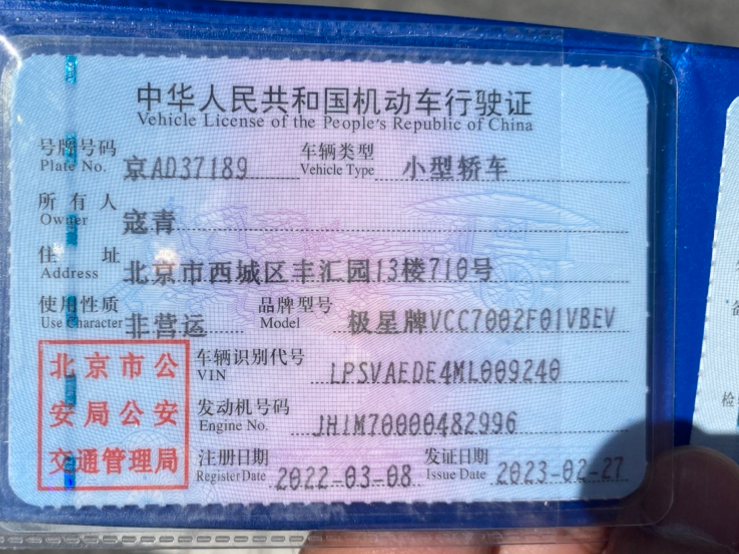 中华人民共和国机动车行驶证
Vehicle License of the People's Republic of China
号牌号码 京AD37189 车辆类型 小型轿车
Plate No. Vehicle Type
所有人 寇青
Owner
住址 北京市西城区丰汇园13楼710号
Address
使用性质 非营运 品牌型号 极星牌VCC7002F01VBEV
Use Character Model
北京市公安局公安交通管理局
车辆识别代号 LPSVAEDE4ML009240
VIN
发动机号码 JH1M70000482996
Engine No.
注册日期 2022-03-08 发证日期 2023-02-27
Register Date Issue Date
检